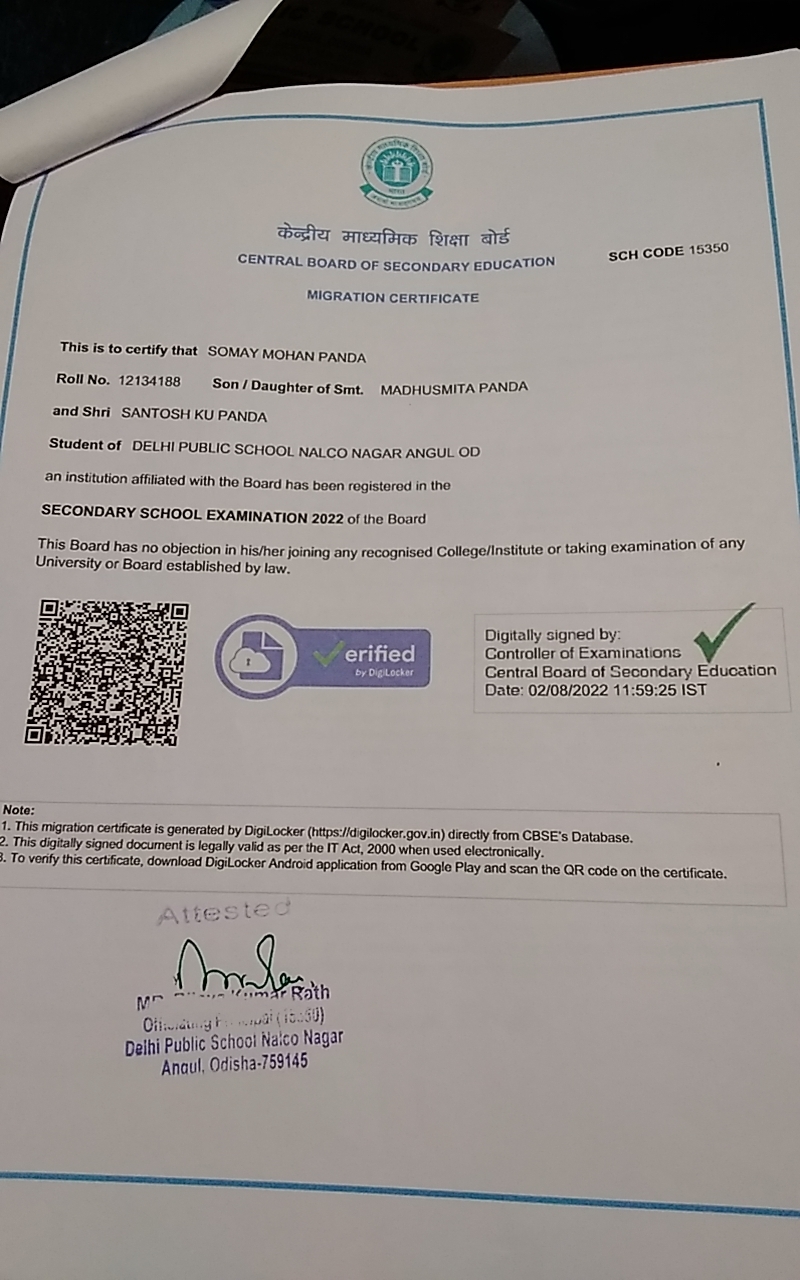 केन्द्रीय माध्यमिक शिक्षा बोर्ड
CENTRAL BOARD OF SECONDARY EDUCATION
SCH CODE 15350
MIGRATION CERTIFICATE
This is to certify that SOMAY MOHAN PANDA
Roll No. 12134188 Son / Daughter of Smt. MADHUSMITA PANDA
and Shri SANTOSH KU PANDA
Student of DELHI PUBLIC SCHOOL NALCO NAGAR ANGUL OD
an institution affiliated with the Board has been registered in the
SECONDARY SCHOOL EXAMINATION 2022 of the Board
This Board has no objection in his/her joining any recognised College/Institute or taking examination of any
University or Board established by law.
erified
by DigiLocker
Digitally signed by:
Controller of Examinations
Central Board of Secondary Education
Date: 02/08/2022 11:59:25 IST
Note:
1. This migration certificate is generated by DigiLocker (https://digilocker.gov.in) directly from CBSE's Database.
2. This digitally signed document is legally valid as per the IT Act, 2000 when used electronically.
3. To verify this certificate, download DigiLocker Android application from Google Play and scan the QR code on the certificate.
Attested
Kumar Rath
Delhi Public School Nalco Nagar
Angul, Odisha-759145